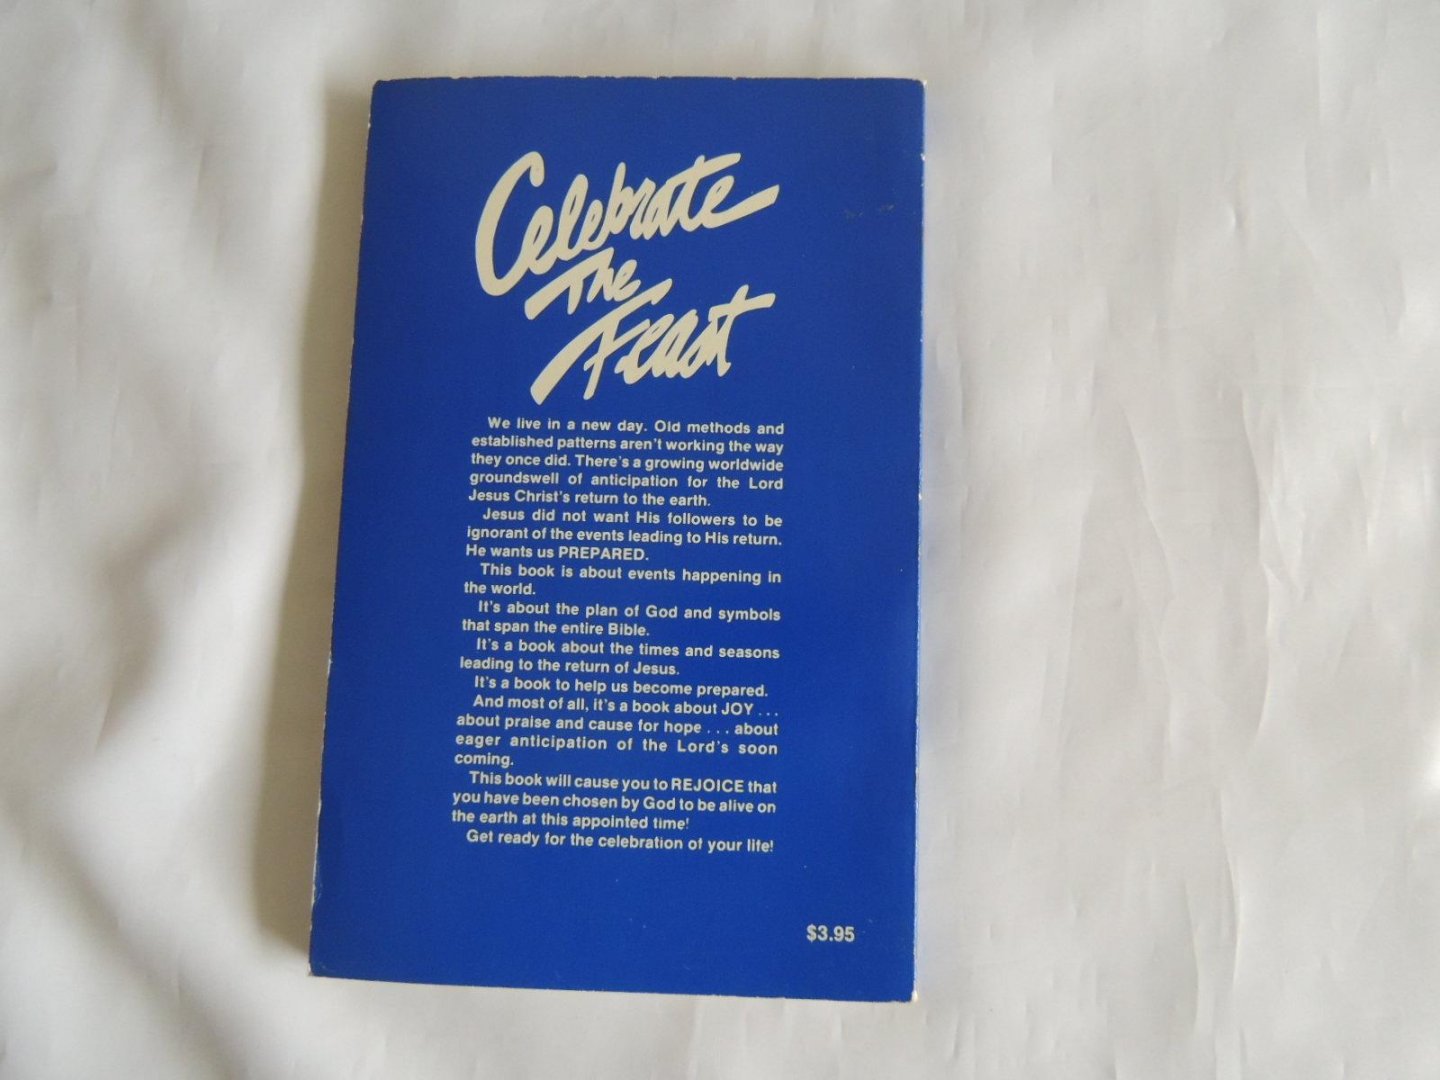 Celebrate
The
Feast
We live in a new day. Old methods and
established patterns aren't working the way
they once did. There's a growing worldwide
groundswell of anticipation for the Lord
Jesus Christ's return to the earth.
Jesus did not want His followers to be
ignorant of the events leading to His return.
He wants us PREPARED.
This book is about events happening in
the world.
It's about the plan of God and symbols
that span the entire Bible.
It's a book about the times and seasons
leading to the return of Jesus.
It's a book to help us become prepared.
And most of all, it's a book about JOY . . .
about praise and cause for hope . . . about
eager anticipation of the Lord's soon
coming.
This book will cause you to REJOICE that
you have been chosen by God to be alive on
the earth at this appointed time!
Get ready for the celebration of your life!
$3.95